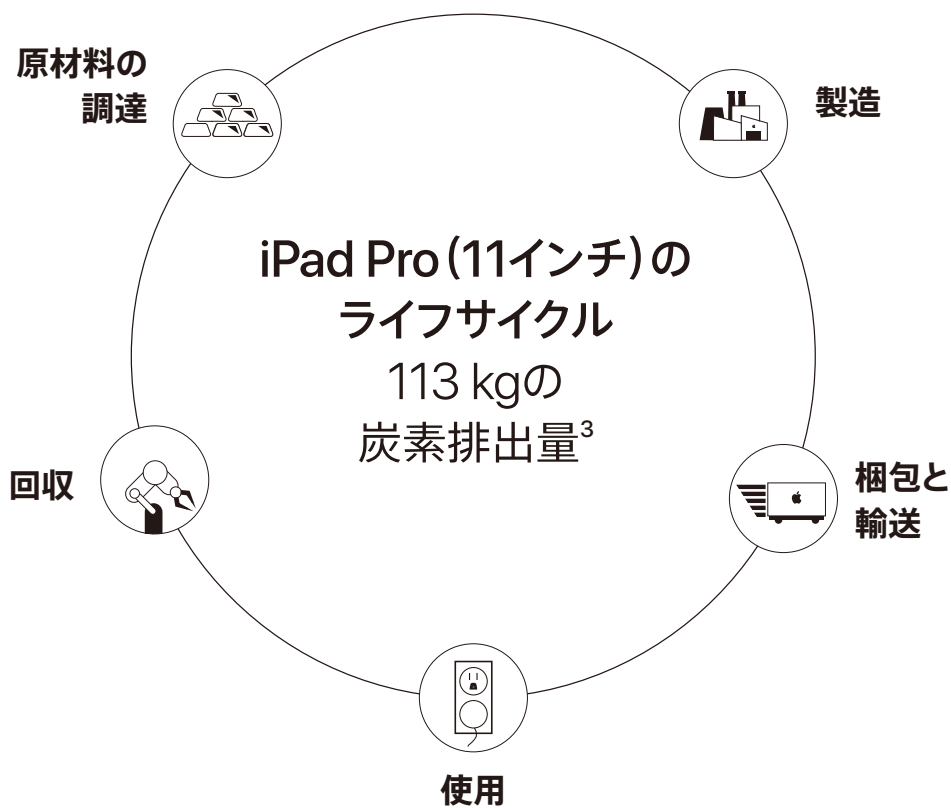 原材料の
調達
製造
iPad Pro（11インチ）の
ライフサイクル
113 kgの
炭素排出量³
回収
梱包と
輸送
使用